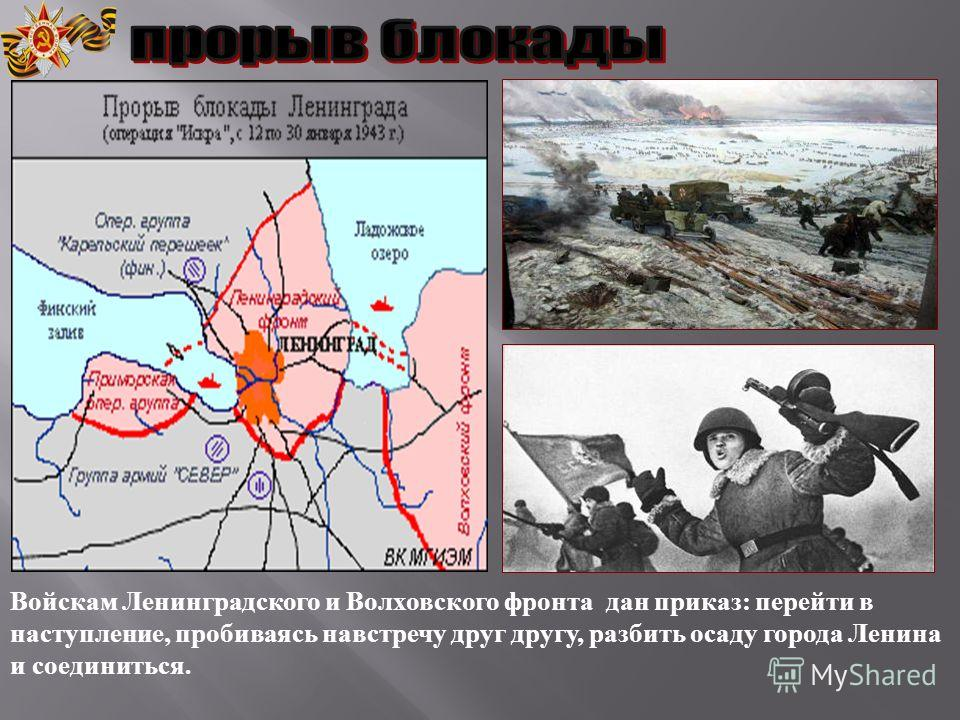 прорыв блокады
Прорыв блокады Ленинграда
(операция "Искра", с 12 по 30 января 1943 г.)
Опер. группа
"Карельский перешеек"
(фин.)
Ладожское
озеро
Финский
залив
Ленинградский
фронт
ЛЕНИНГРАД
Приморская
опер. группа
Волховский фронт
Группа армий "СЕВЕР"
ВК МГИЭМ
Войскам Ленинградского и Волховского фронта дан приказ: перейти в
наступление, пробиваясь навстречу друг другу, разбить осаду города Ленина
и соединиться.
MyShared